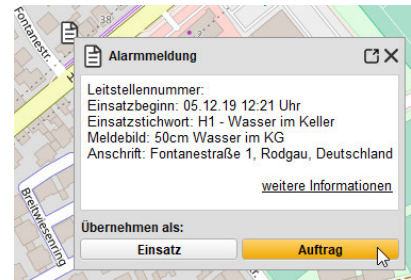 Fontanestr.
38
Alarmmeldung
Leitstellennummer:
Einsatzbeginn: 05.12.19 12:21 Uhr
Einsatzstichwort: H1 - Wasser im Keller
Meldebild: 50cm Wasser im KG
Anschrift: Fontanestraße 1, Rodgau, Deutschland
weitere Informationen
Übernehmen als:
Einsatz
Auftrag
Breitwiesenring